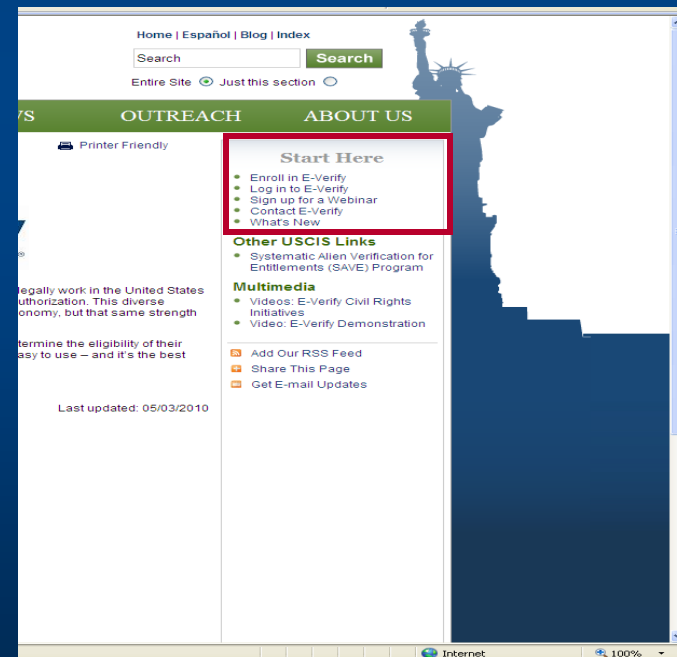 Home | Español | Blog | Index
Search Search
Entire Site Just this section
OUTREACH ABOUT US
Printer Friendly
Start Here
Enroll in E-Verify
Log in to E-Verify
Sign up for a Webinar
Contact E-Verify
What's New
Other USCIS Links
Systematic Alien Verification for
Entitlements (SAVE) Program
Multimedia
Videos: E-Verify Civil Rights
Initiatives
Video: E-Verify Demonstration
®
legally work in the United States
uthorization. This diverse
onomy, but that same strength
termine the eligibility of their
asy to use – and it's the best
Add Our RSS Feed
Share This Page
Get E-mail Updates
Last updated: 05/03/2010
Internet 100%